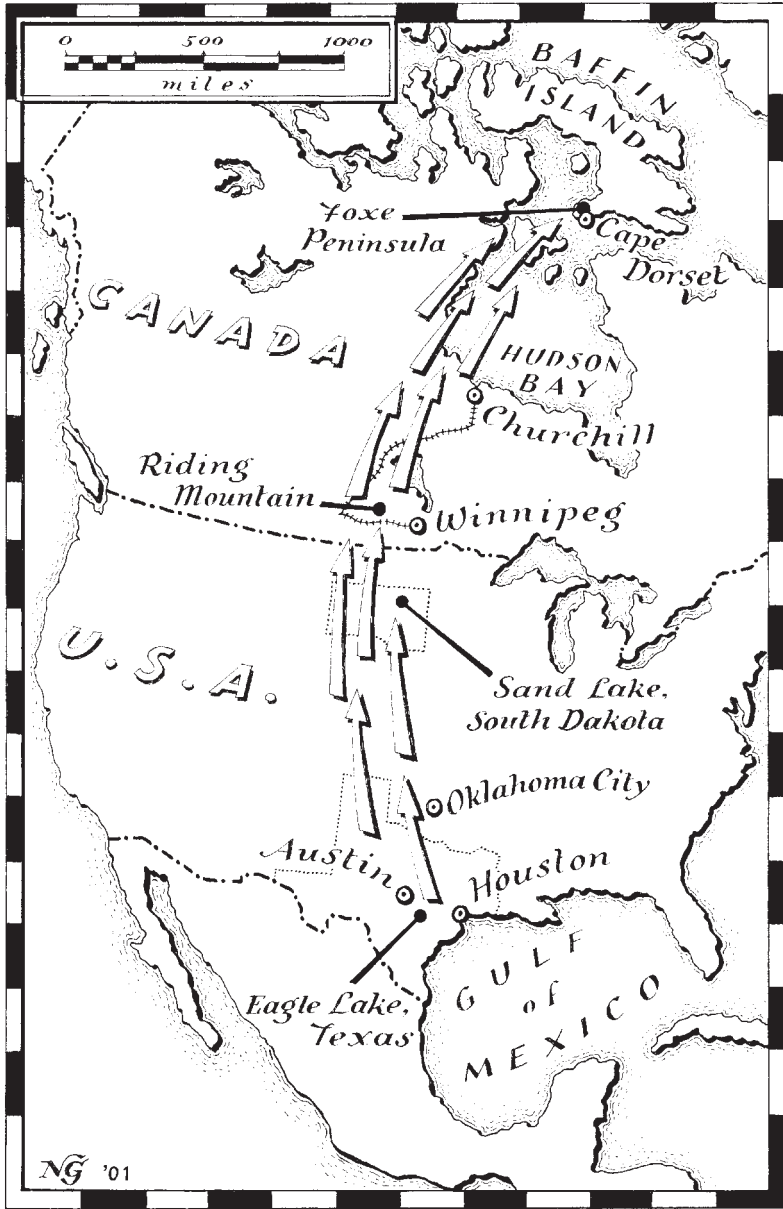 0 500 1000
miles
BAFFIN
ISLAND
Foxe
Peninsula
Cape
Dorset
CANADA
HUDSON
BAY
Churchill
Riding
Mountain
Winnipeg
U.S.A.
Sand Lake,
South Dakota
Oklahoma City
Austin
Houston
Eagle Lake,
Texas
GULF
of
MEXICO
NG '01